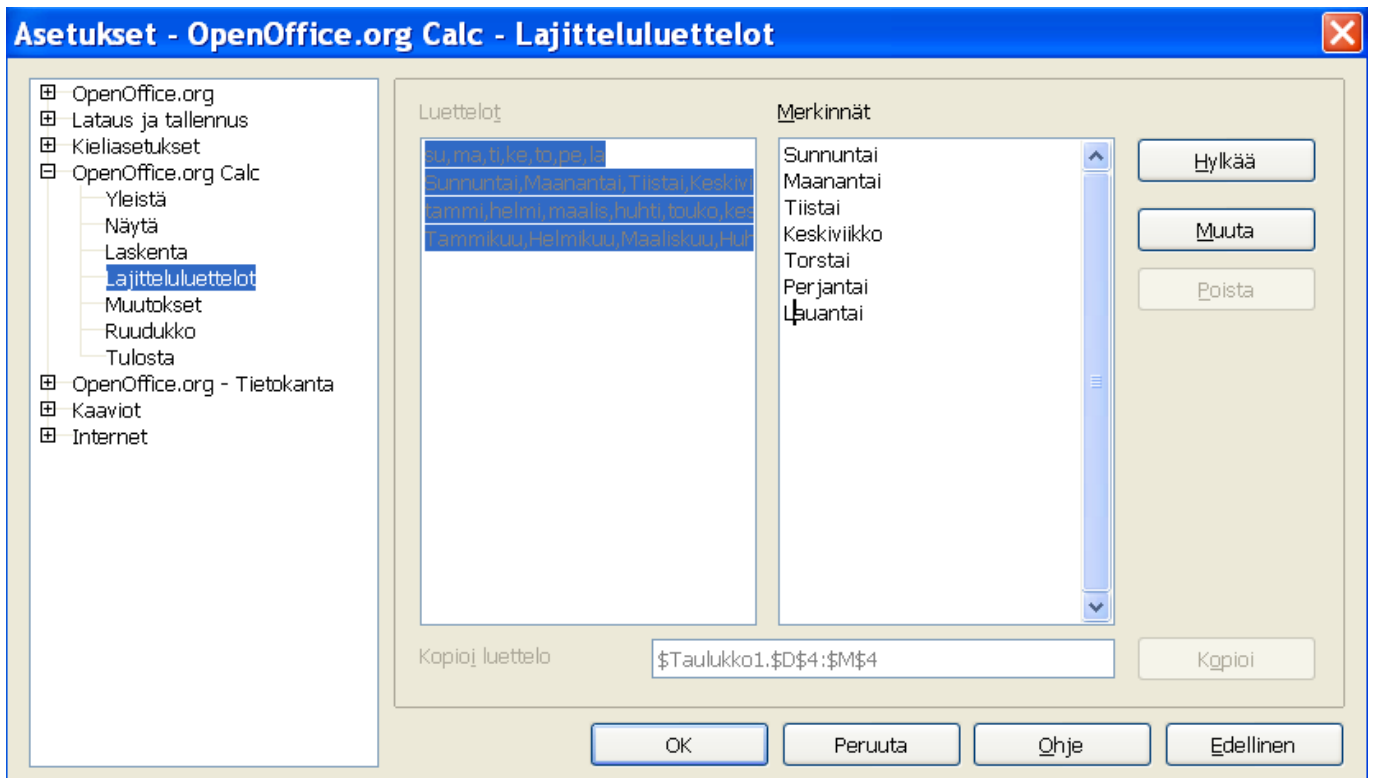 Asetukset - OpenOffice.org Calc - Lajitteluluettelot
OpenOffice.org
Lataus ja tallennus
Kieliasetukset
OpenOffice.org Calc
Yleistä
Näytä
Laskenta
Lajitteluluettelot
Muutokset
Ruudukko
Tulosta
OpenOffice.org - Tietokanta
Kaaviot
Internet
Luettelot
su,ma,ti,ke,to,pe,la
Sunnuntai,Maanantai,Tiistai,Keskivi
tammi,helmi,maalis,huhti,touko,kes
Tammikuu,Helmikuu,Maaliskuu,Huh
Merkinnät
Sunnuntai
Maanantai
Tiistai
Keskiviikko
Torstai
Perjantai
Lauantai
Hylkää
Muuta
Poista
Kopioi luettelo
$Taulukko1.$D$4:$M$4
Kopioi
OK
Peruuta
Ohje
Edellinen